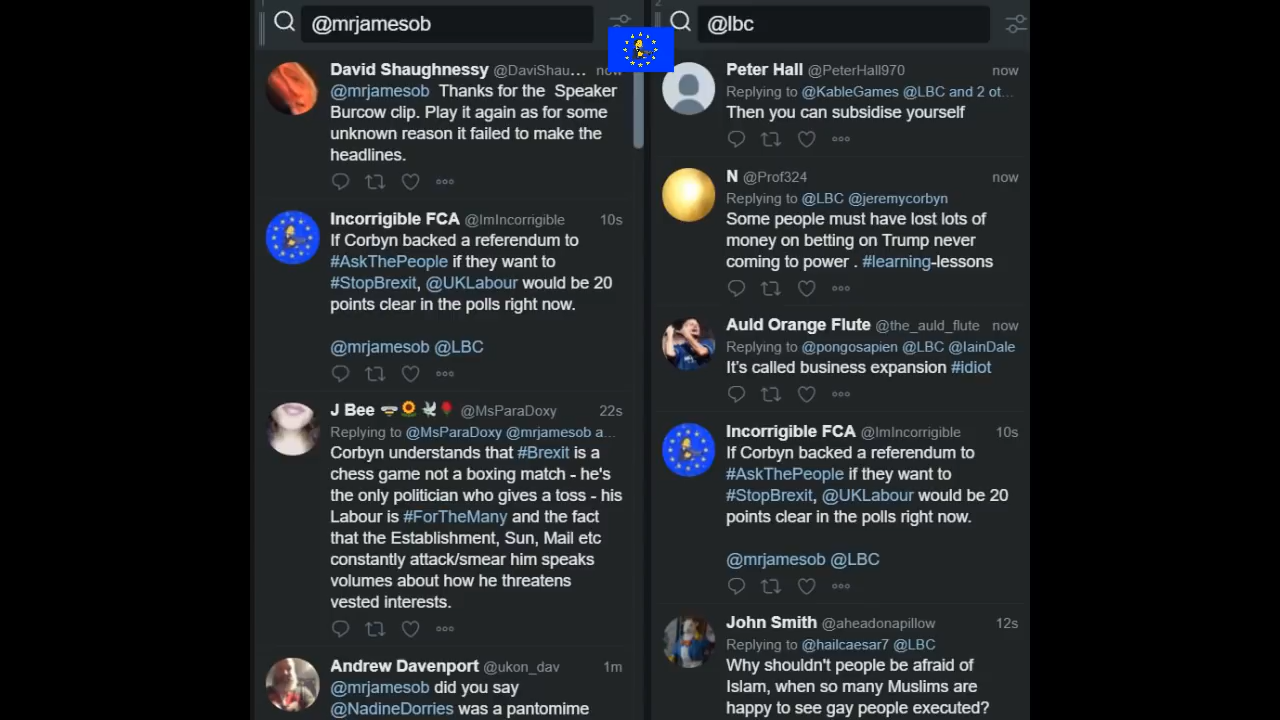 @mrjamesob
David Shaughnessy @DaviShau... now
@mrjamesob Thanks for the Speaker
Burcow clip. Play it again as for some
unknown reason it failed to make the
headlines.
Incorrigible FCA @ImIncorrigible 10s
If Corbyn backed a referendum to
#AskThePeople if they want to
#StopBrexit, @UKLabour would be 20
points clear in the polls right now.
@mrjamesob @LBC
J Bee @MsParaDoxy 22s
Replying to @MsParaDoxy @mrjamesob a...
Corbyn understands that #Brexit is a
chess game not a boxing match - he's
the only politician who gives a toss - his
Labour is #ForTheMany and the fact
that the Establishment, Sun, Mail etc
constantly attack/smear him speaks
volumes about how he threatens
vested interests.
Andrew Davenport @ukon_dav 1m
@mrjamesob did you say
@NadineDorries was a pantomime
2
@lbc
Peter Hall @PeterHall970 now
Replying to @KableGames @LBC and 2 ot...
Then you can subsidise yourself
N @Prof324 now
Replying to @LBC @jeremycorbyn
Some people must have lost lots of
money on betting on Trump never
coming to power . #learning-lessons
Auld Orange Flute @the_auld_flute now
Replying to @pongosapien @LBC @IainDale
It's called business expansion #idiot
Incorrigible FCA @ImIncorrigible 10s
If Corbyn backed a referendum to
#AskThePeople if they want to
#StopBrexit, @UKLabour would be 20
points clear in the polls right now.
@mrjamesob @LBC
John Smith @aheadonapillow 12s
Replying to @hailcaesar7 @LBC
Why shouldn't people be afraid of
Islam, when so many Muslims are
happy to see gay people executed?